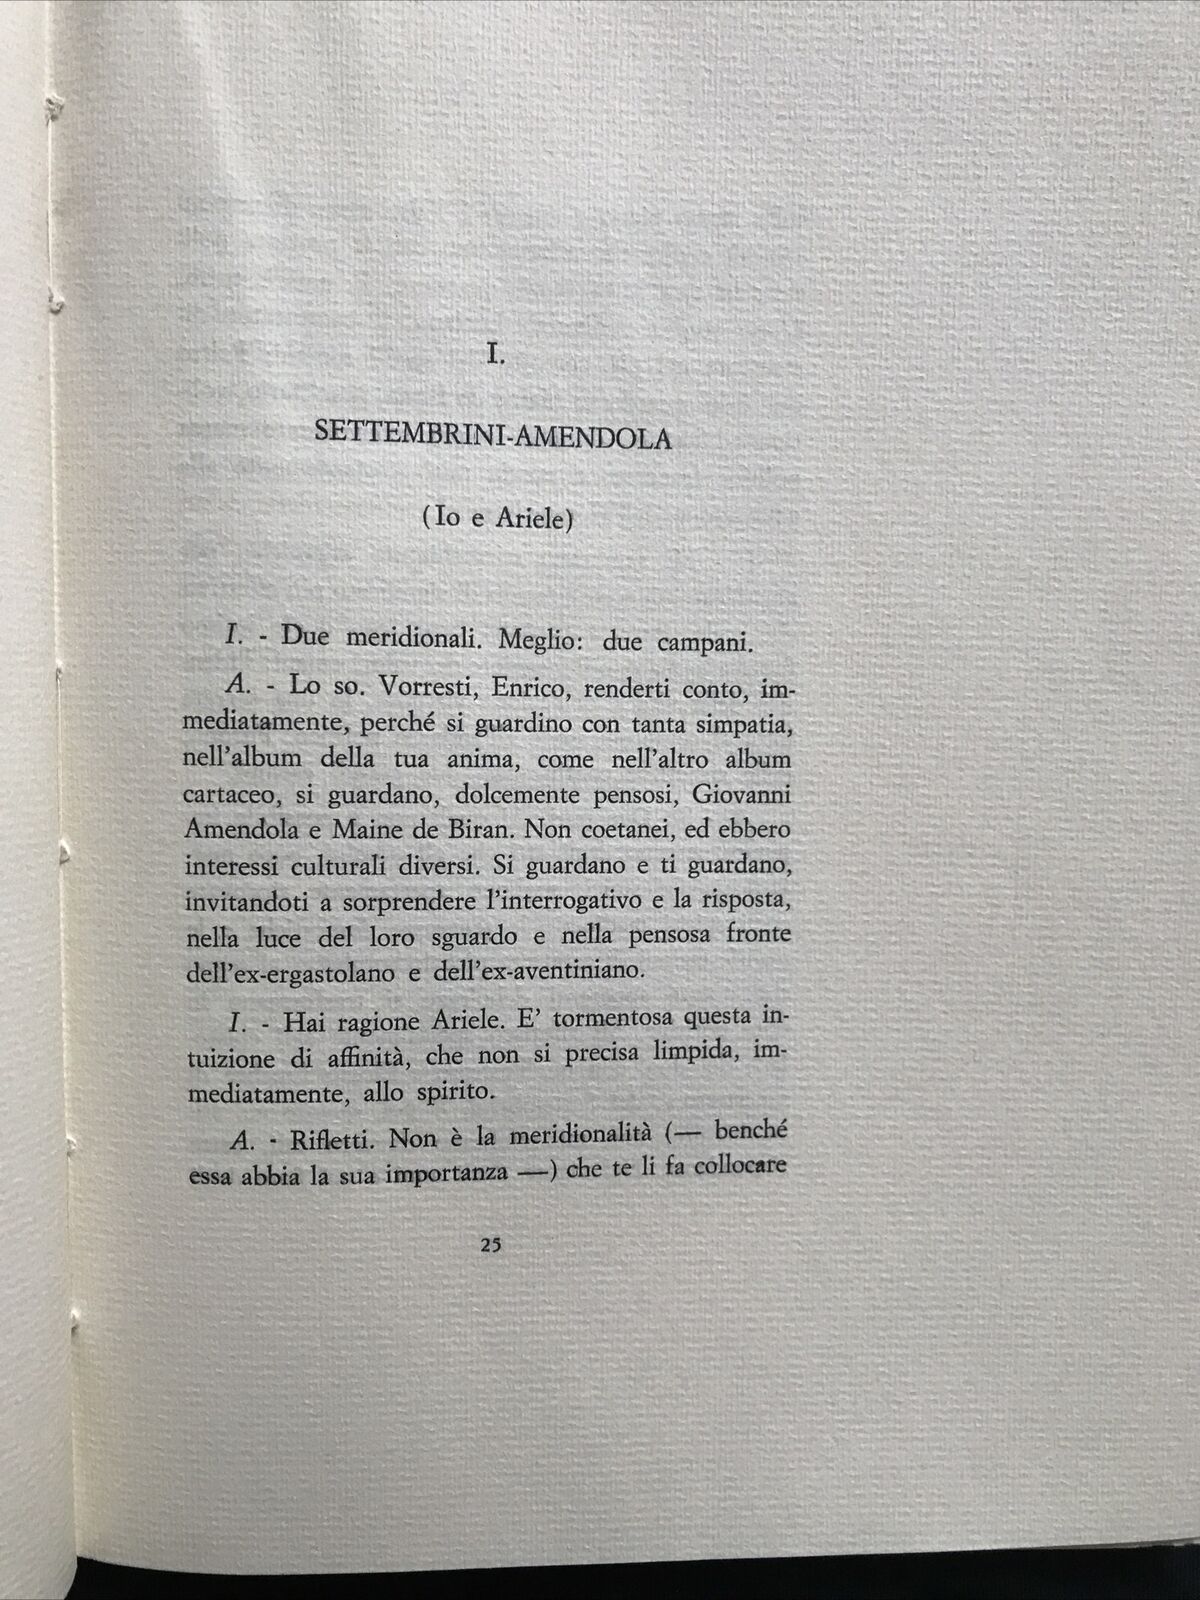 I.
SETTEMBRINI-AMENDOLA
(Io e Ariele)
I. - Due meridionali. Meglio: due campani.
A. - Lo so. Vorresti, Enrico, renderti conto, im-
mediatamente, perché si guardino con tanta simpatia,
nell'album della tua anima, come nell'altro album
cartaceo, si guardano, dolcemente pensosi, Giovanni
Amendola e Maine de Biran. Non coetanei, ed ebbero
interessi culturali diversi. Si guardano e ti guardano,
invitandoti a sorprendere l'interrogativo e la risposta,
nella luce del loro sguardo e nella pensosa fronte
dell'ex-ergastolano e dell'ex-aventiniano.
I. - Hai ragione Ariele. E' tormentosa questa in-
tuizione di affinità, che non si precisa limpida, im-
mediatamente, allo spirito.
A. - Rifletti. Non è la meridionalità (— benché
essa abbia la sua importanza —) che te li fa collocare
25